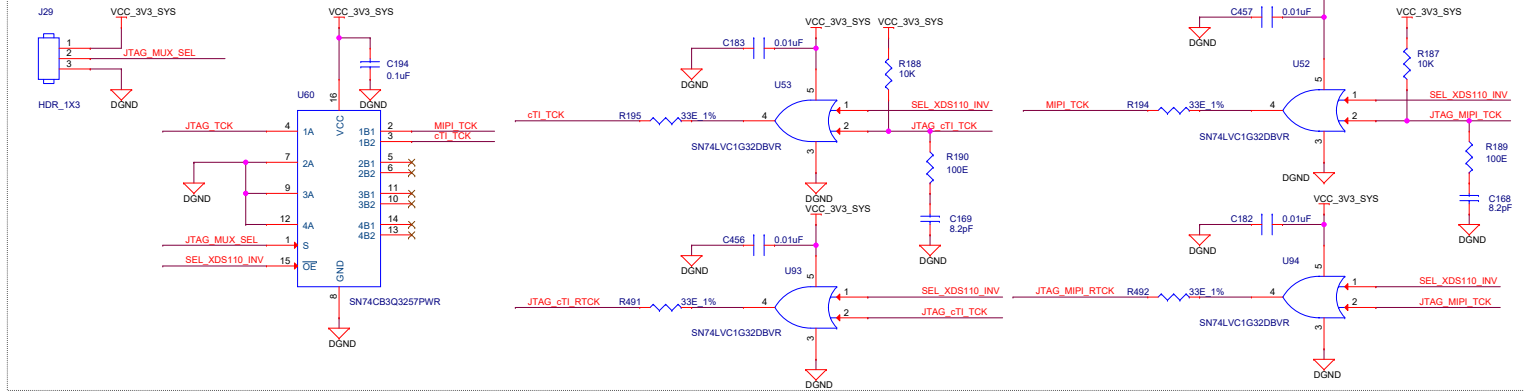 J29
VCC_3V3_SYS
1
2
3
JTAG_MUX_SEL
DGND
HDR_1X3
VCC_3V3_SYS
C194
0.1uF
DGND
U60
16
VCC
JTAG_TCK
4
1A
1B1
2
MIPI_TCK
1B2
3
cTI_TCK
DGND
7
2A
2B1
5
2B2
6
9
3A
3B1
11
3B2
10
12
4A
4B1
14
4B2
13
JTAG_MUX_SEL
1
S
SEL_XDS110_INV
15
OE
GND
8
SN74CB3Q3257PWR
DGND
VCC_3V3_SYS
VCC_3V3_SYS
C183
0.01uF
DGND
R188
10K
U53
5
cTI_TCK
R195
33E_1%
4
1
SEL_XDS110_INV
2
JTAG_cTI_TCK
SN74LVC1G32DBVR
3
DGND
R190
100E
C169
8.2pF
DGND
VCC_3V3_SYS
C456
0.01uF
DGND
U93
5
JTAG_cTI_RTCK
R491
33E_1%
4
1
SEL_XDS110_INV
2
JTAG_cTI_TCK
SN74LVC1G32DBVR
3
DGND
C457
0.01uF
DGND
VCC_3V3_SYS
R187
10K
U52
5
MIPI_TCK
R194
33E_1%
4
1
SEL_XDS110_INV
2
JTAG_MIPI_TCK
SN74LVC1G32DBVR
3
DGND
R189
100E
C168
8.2pF
DGND
VCC_3V3_SYS
C182
0.01uF
DGND
U94
5
JTAG_MIPI_RTCK
R492
33E_1%
4
1
SEL_XDS110_INV
2
JTAG_MIPI_TCK
SN74LVC1G32DBVR
3
DGND